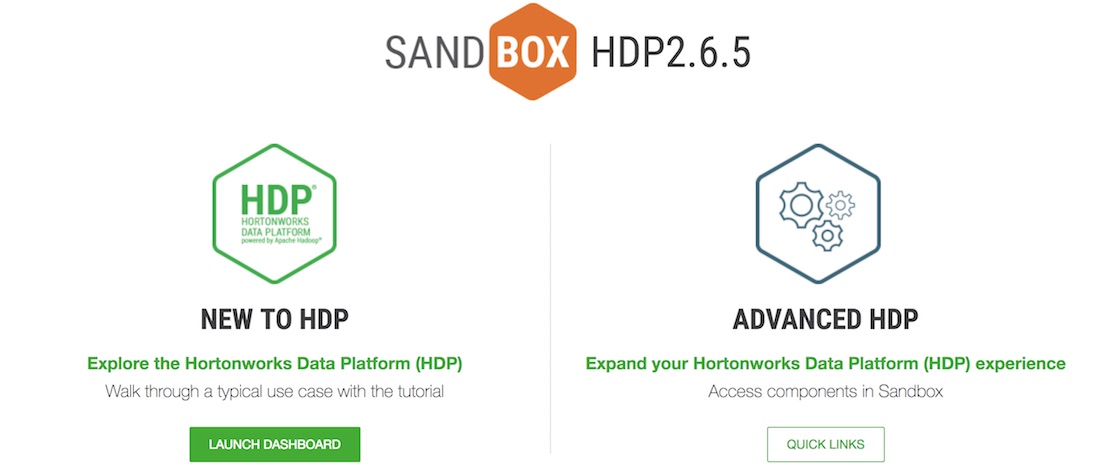 SANDBOX HDP2.6.5
HDP®
HORTONWORKS
DATA PLATFORM
powered by Apache Hadoop®
NEW TO HDP
Explore the Hortonworks Data Platform (HDP)
Walk through a typical use case with the tutorial
LAUNCH DASHBOARD
ADVANCED HDP
Expand your Hortonworks Data Platform (HDP) experience
Access components in Sandbox
QUICK LINKS